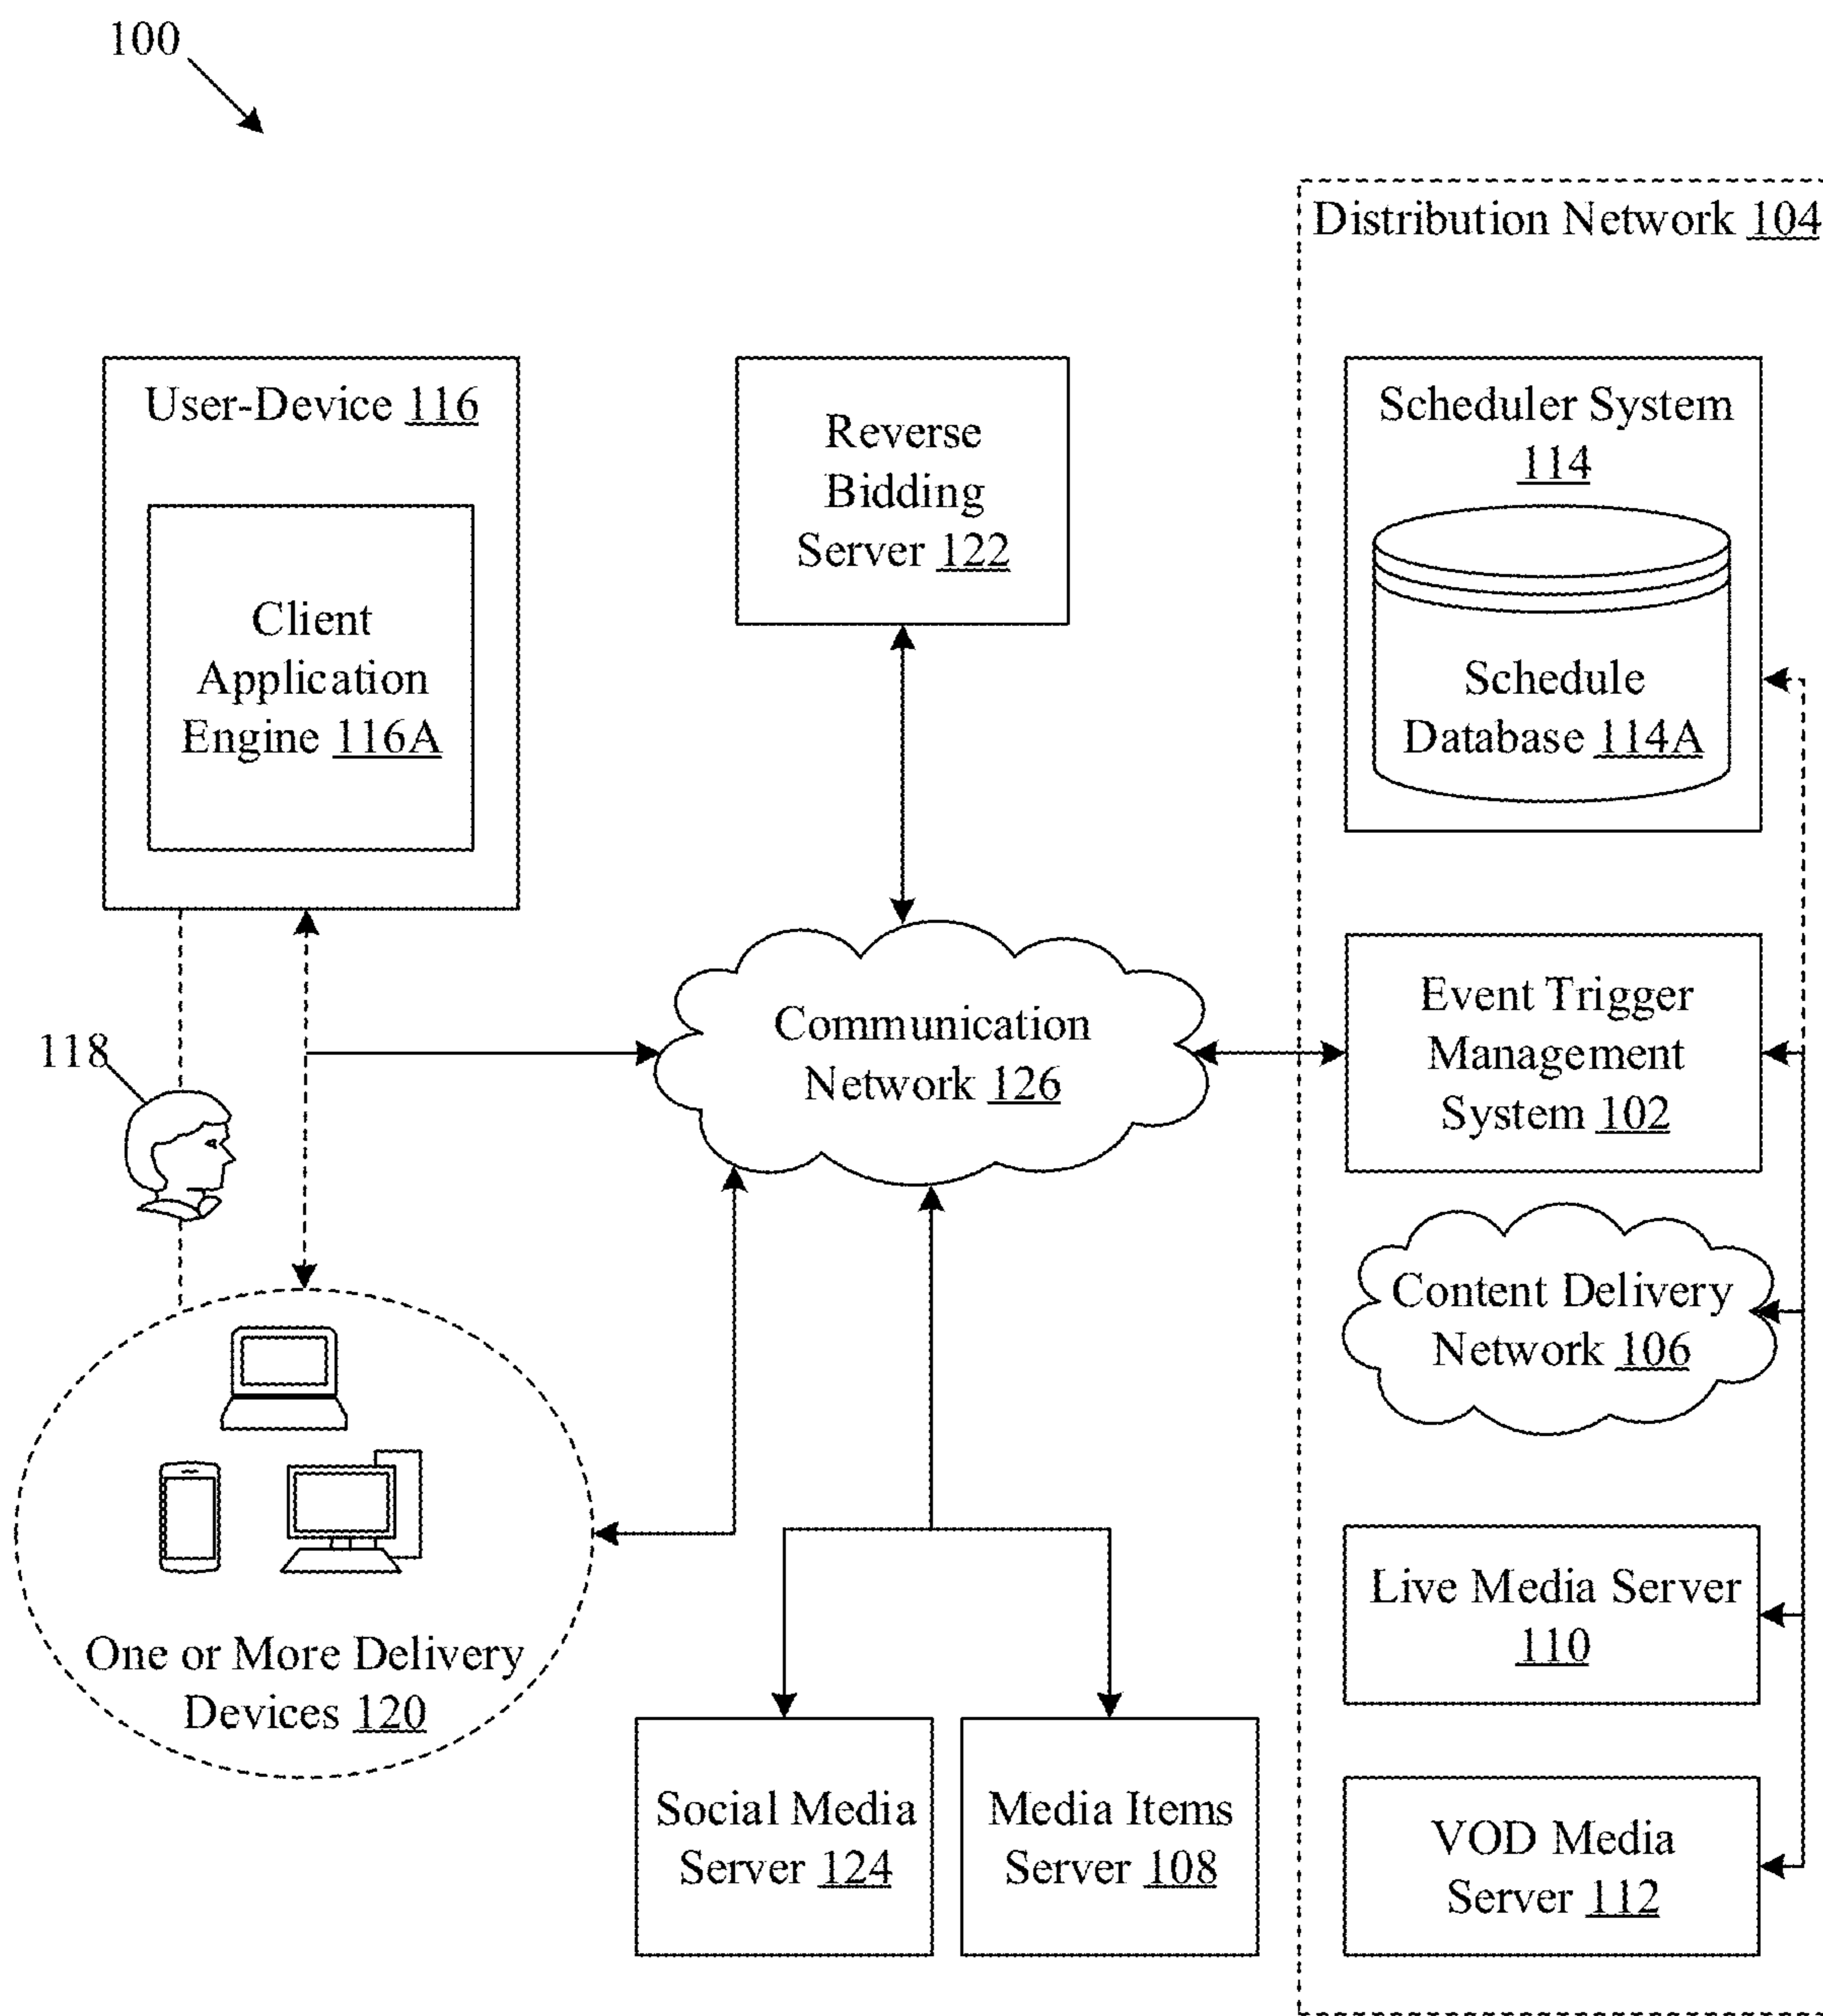 100
Distribution Network 104
User-Device 116
Client
Application
Engine 116A
Reverse
Bidding
Server 122
Scheduler System
114
Schedule
Database 114A
118
Communication
Network 126
Event Trigger
Management
System 102
Content Delivery
Network 106
One or More Delivery
Devices 120
Live Media Server
110
Social Media
Server 124
Media Items
Server 108
VOD Media
Server 112